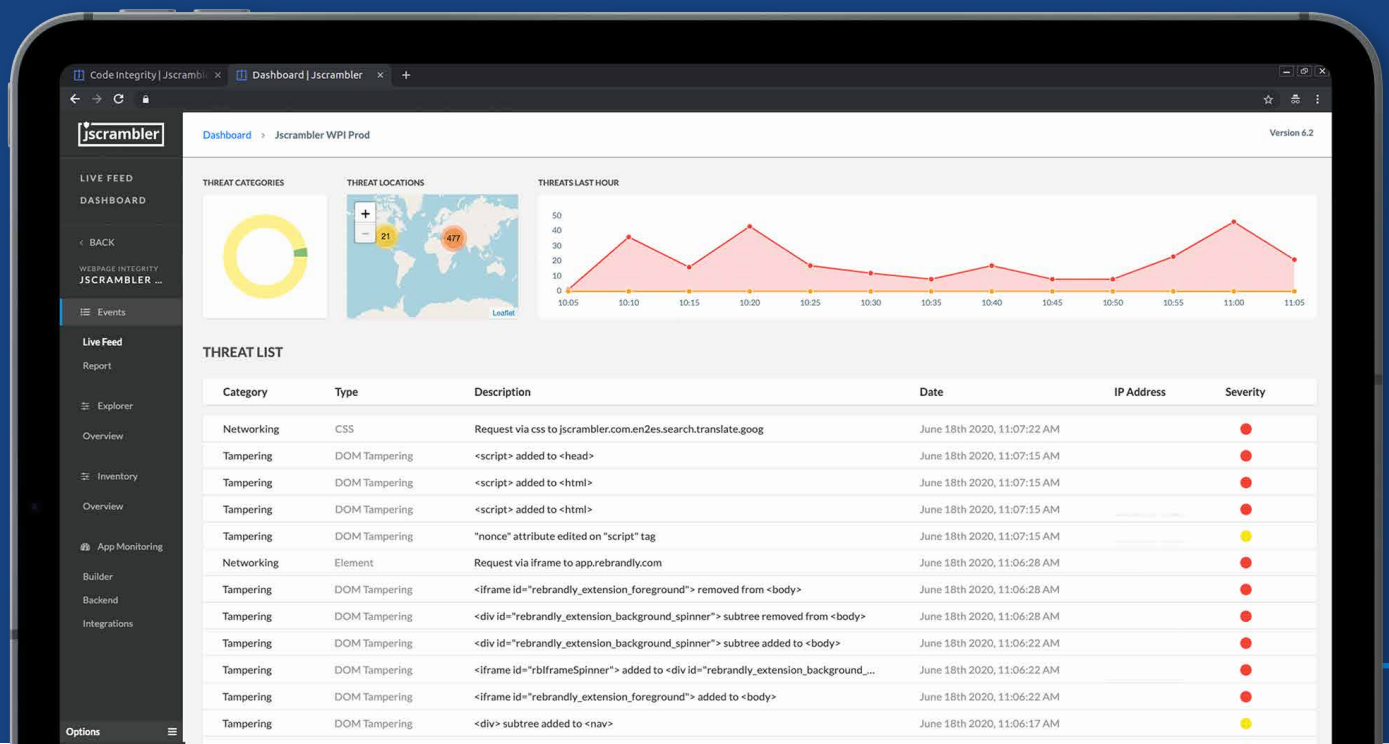 Code Integrity | Jscrambl
Dashboard | Jscrambler
jscrambler
Dashboard > Jscrambler WPI Prod
Version 6.2
LIVE FEED
DASHBOARD
< BACK
WEBPAGE INTEGRITY
JSCRAMBLER ...
Events
Live Feed
Report
Explorer
Overview
Inventory
Overview
App Monitoring
Builder
Backend
Integrations
Options
THREAT CATEGORIES
THREAT LOCATIONS
+
−
21
477
Leaflet
THREATS LAST HOUR
50
40
30
20
10
0
10:05 10:10 10:15 10:20 10:25 10:30 10:35 10:40 10:45 10:50 10:55 11:00 11:05
THREAT LIST
Category Type Description Date IP Address Severity
Networking CSS Request via css to jscrambler.com.en2es.search.translate.goog June 18th 2020, 11:07:22 AM
Tampering DOM Tampering <script> added to <head> June 18th 2020, 11:07:15 AM
Tampering DOM Tampering <script> added to <html> June 18th 2020, 11:07:15 AM
Tampering DOM Tampering <script> added to <html> June 18th 2020, 11:07:15 AM
Tampering DOM Tampering "nonce" attribute edited on "script" tag June 18th 2020, 11:07:15 AM
Networking Element Request via iframe to app.rebrandly.com June 18th 2020, 11:06:28 AM
Tampering DOM Tampering <iframe id="rebrandly_extension_foreground"> removed from <body> June 18th 2020, 11:06:28 AM
Tampering DOM Tampering <div id="rebrandly_extension_background_spinner"> subtree removed from <body> June 18th 2020, 11:06:28 AM
Tampering DOM Tampering <div id="rebrandly_extension_background_spinner"> subtree added to <body> June 18th 2020, 11:06:22 AM
Tampering DOM Tampering <iframe id="rbIframeSpinner"> added to <div id="rebrandly_extension_background_... June 18th 2020, 11:06:22 AM
Tampering DOM Tampering <iframe id="rebrandly_extension_foreground"> added to <body> June 18th 2020, 11:06:22 AM
Tampering DOM Tampering <div> subtree added to <nav> June 18th 2020, 11:06:17 AM